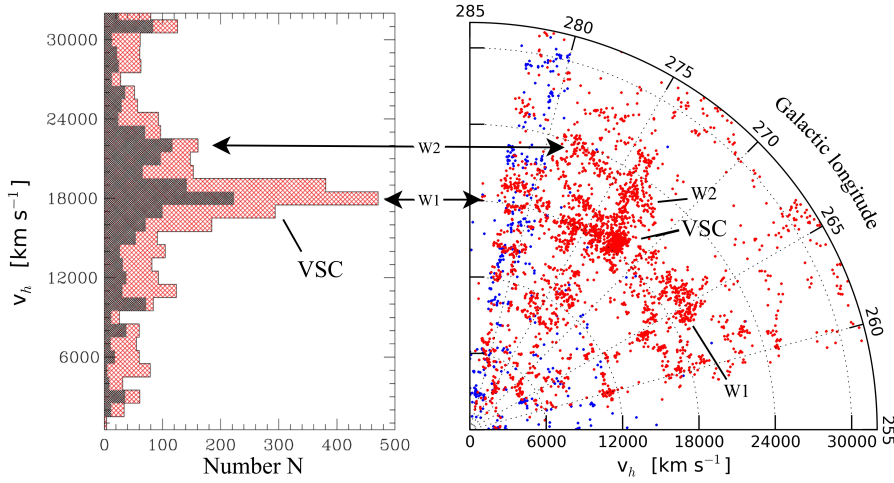 30000
24000
18000
12000
6000
v_h [km s⁻¹]
0 100 200 300 400 500
Number N
VSC
W2
W1
285
280
275
270
265
260
255
Galactic longitude
W2
VSC
W1
0 6000 12000 18000 24000 30000
v_h [km s⁻¹]